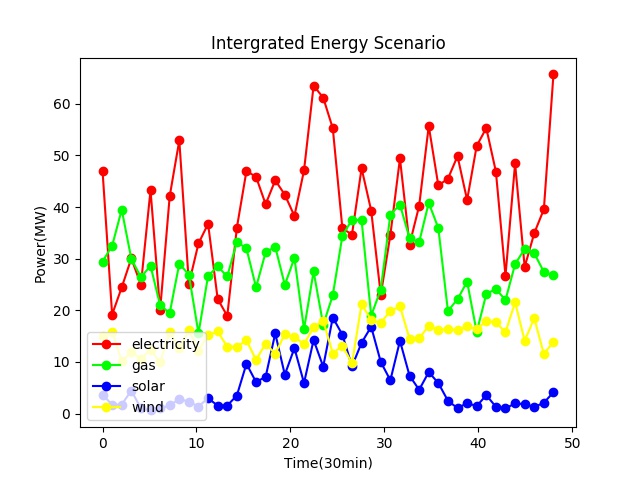 Intergrated Energy Scenario
Power(MW)
60
50
40
30
20
10
0
electricity
gas
solar
wind
0 10 20 30 40 50
Time(30min)